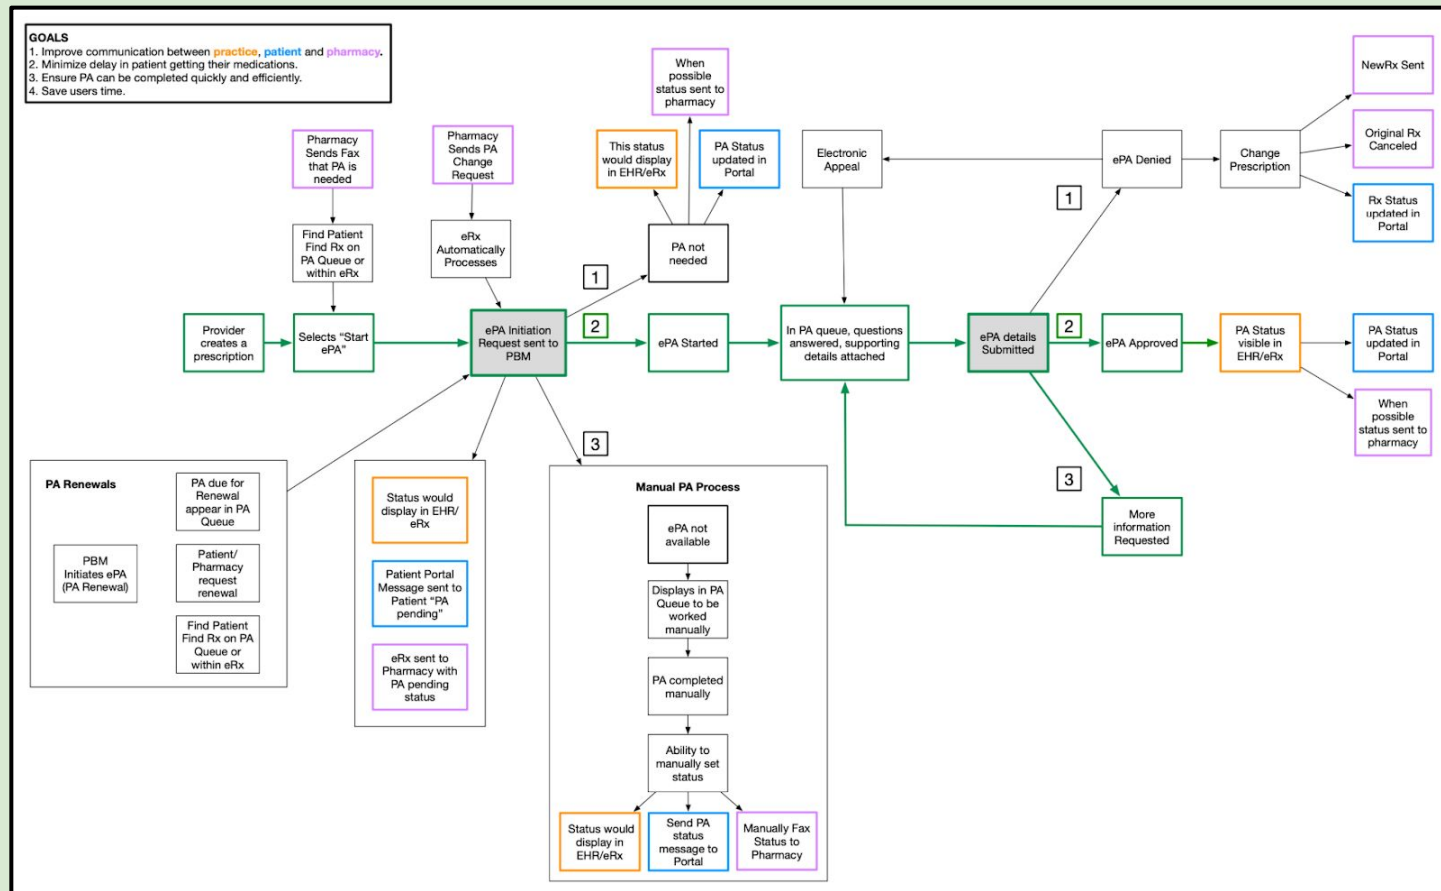 GOALS
1. Improve communication between practice, patient and pharmacy.
2. Minimize delay in patient getting their medications.
3. Ensure PA can be completed quickly and efficiently.
4. Save users time.
Pharmacy
Sends Fax
that PA is
needed
Pharmacy
Sends PA
Change
Request
When
possible
status sent to
pharmacy
This status
would display
in EHR/eRx
PA Status
updated in
Portal
Electronic
Appeal
ePA Denied
Change
Prescription
NewRx Sent
Original Rx
Canceled
Rx Status
updated in
Portal
Find Patient
Find Rx on
PA Queue or
within eRx
eRx
Automatically
Processes
PA not
needed
1
1
Provider
creates a
prescription
Selects “Start
ePA”
ePA Initiation
Request sent to
PBM
2
ePA Started
In PA queue, questions
answered, supporting
details attached
ePA details
Submitted
2
ePA Approved
PA Status
visible in
EHR/eRx
PA Status
updated in
Portal
When
possible
status sent to
pharmacy
3
3
More
information
Requested
PA Renewals
PA due for
Renewal
appear in PA
Queue
PBM
Initiates ePA
(PA Renewal)
Patient/
Pharmacy
request
renewal
Find Patient
Find Rx on PA
Queue or
within eRx
Status would
display in EHR/
eRx
Patient Portal
Message sent to
Patient “PA
pending”
eRx sent to
Pharmacy with
PA pending
status
Manual PA Process
ePA not
available
Displays in PA
Queue to be
worked
manually
PA completed
manually
Ability to
manually set
status
Status would
display in
EHR/eRx
Send PA
status
message to
Portal
Manually Fax
Status to
Pharmacy